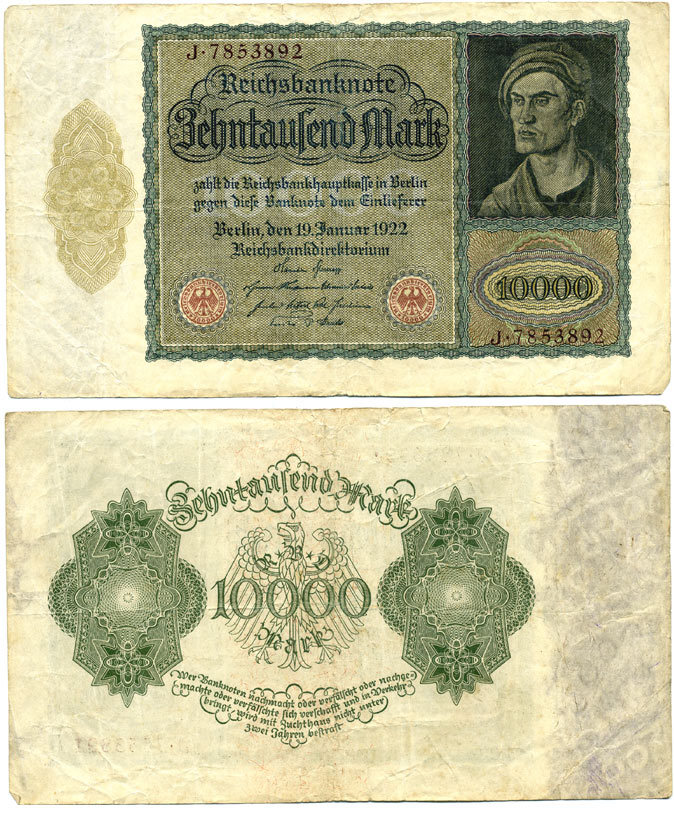 J·7853892
Reichsbanknote
Zehntausend Mark
zahlt die Reichsbankhauptkasse in Berlin
gegen diese Banknote dem Einlieferer
Berlin, den 19. Januar 1922
Reichsbankdirektorium
10000
J·7853892
Zehntausend Mark
R·B·D
10000
Mark
Wer Banknoten nachmacht oder verfälscht oder nachge-
machte oder verfälschte sich verschafft und in Verkehr
bringt, wird mit Zuchthaus nicht unter
zwei Jahren bestraft